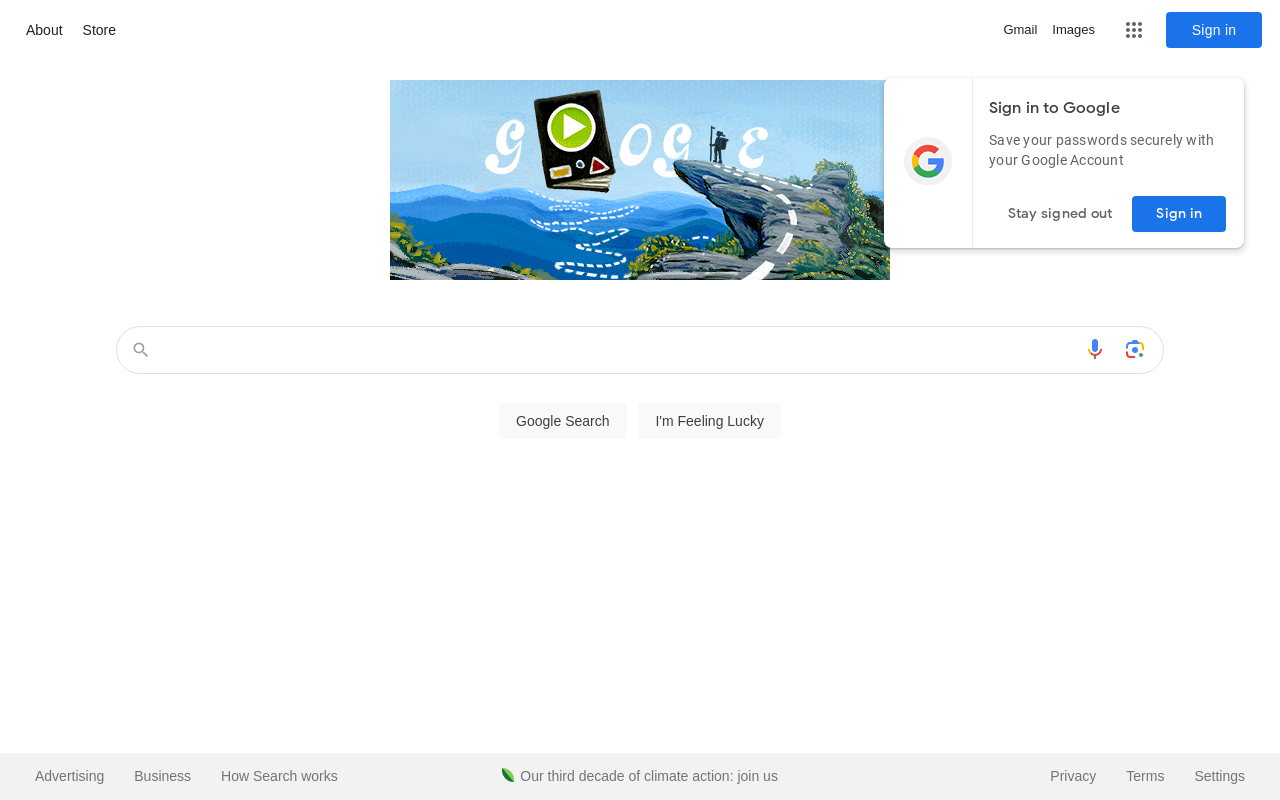 About Store
Gmail Images Sign in
G OG E
Sign in to Google
Save your passwords securely with
your Google Account
Stay signed out Sign in
Google Search I'm Feeling Lucky
Advertising Business How Search works
Our third decade of climate action: join us
Privacy Terms Settings